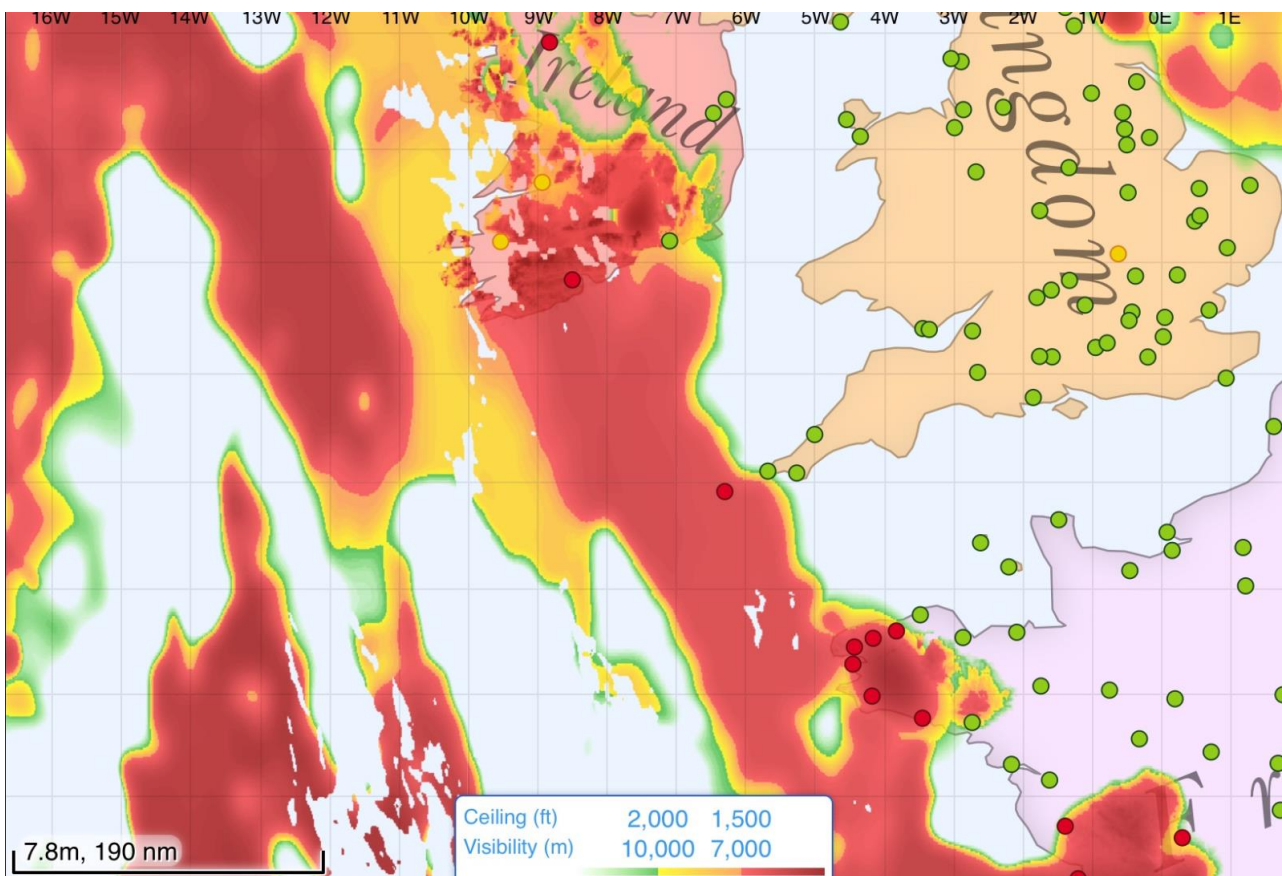 16W 15W 14W 13W 12W 11W 10W 9W 8W 7W 6W 5W 4W 3W 2W 1W 0E 1E
Ireland
ngdom
Ceiling (ft) 2,000 1,500
Visibility (m) 10,000 7,000
7.8m, 190 nm